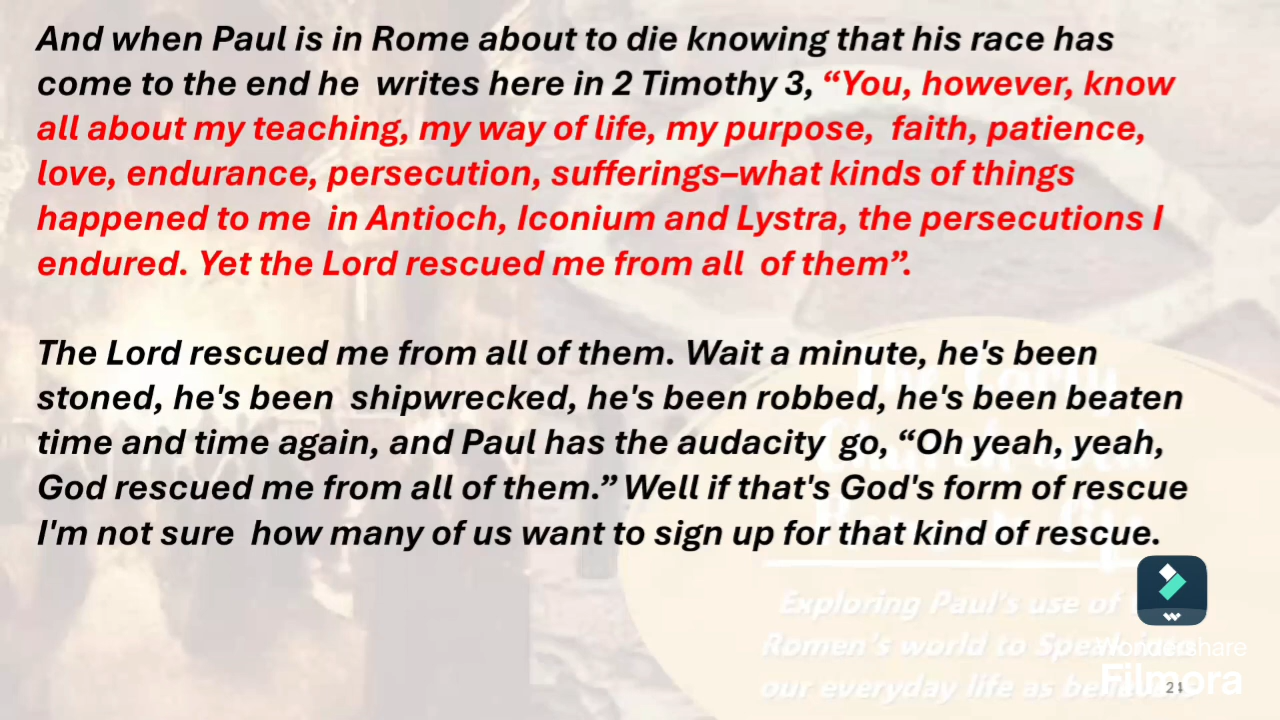 And when Paul is in Rome about to die knowing that his race has
come to the end he writes here in 2 Timothy 3, “You, however, know
all about my teaching, my way of life, my purpose, faith, patience,
love, endurance, persecution, sufferings–what kinds of things
happened to me in Antioch, Iconium and Lystra, the persecutions I
endured. Yet the Lord rescued me from all of them”.
The Lord rescued me from all of them. Wait a minute, he's been
stoned, he's been shipwrecked, he's been robbed, he's been beaten
time and time again, and Paul has the audacity go, “Oh yeah, yeah,
God rescued me from all of them.” Well if that's God's form of rescue
I'm not sure how many of us want to sign up for that kind of rescue.
Exploring Paul's use of
Romen's world to
our everyday life as
Wondershare
Filmora
24